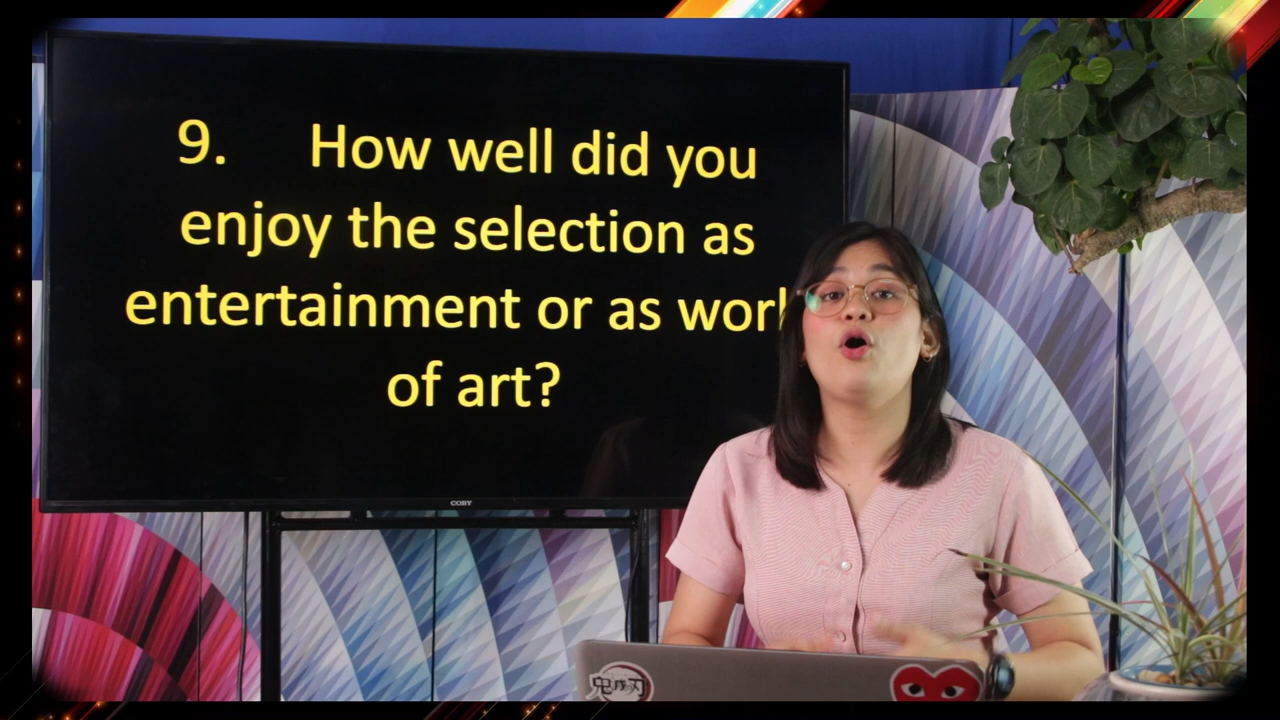 9. How well did you
enjoy the selection as
entertainment or as work
of art?
COBY
鬼滅の刃